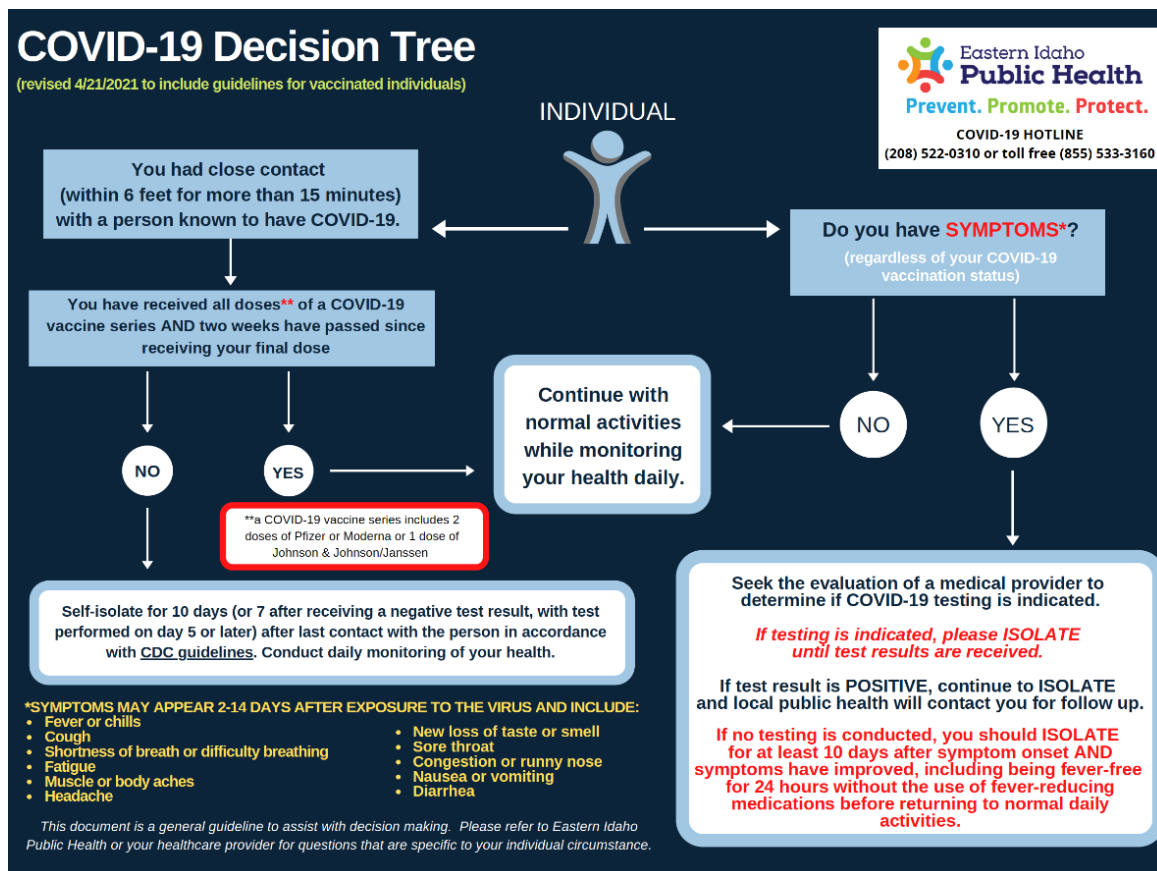 COVID-19 Decision Tree
(revised 4/21/2021 to include guidelines for vaccinated individuals)
Eastern Idaho
Public Health
Prevent. Promote. Protect.
COVID-19 HOTLINE
(208) 522-0310 or toll free (855) 533-3160
INDIVIDUAL
You had close contact
(within 6 feet for more than 15 minutes)
with a person known to have COVID-19.
Do you have SYMPTOMS*?
(regardless of your COVID-19
vaccination status)
You have received all doses** of a COVID-19
vaccine series AND two weeks have passed since
receiving your final dose
Continue with
normal activities
while monitoring
your health daily.
NO
YES
NO
YES
**a COVID-19 vaccine series includes 2
doses of Pfizer or Moderna or 1 dose of
Johnson & Johnson/Janssen
Self-isolate for 10 days (or 7 after receiving a negative test result, with test
performed on day 5 or later) after last contact with the person in accordance
with CDC guidelines. Conduct daily monitoring of your health.
Seek the evaluation of a medical provider to
determine if COVID-19 testing is indicated.
If testing is indicated, please ISOLATE
until test results are received.
If test result is POSITIVE, continue to ISOLATE
and local public health will contact you for follow up.
If no testing is conducted, you should ISOLATE
for at least 10 days after symptom onset AND
symptoms have improved, including being fever-free
for 24 hours without the use of fever-reducing
medications before returning to normal daily
activities.
*SYMPTOMS MAY APPEAR 2-14 DAYS AFTER EXPOSURE TO THE VIRUS AND INCLUDE:
• Fever or chills
• Cough
• Shortness of breath or difficulty breathing
• Fatigue
• Muscle or body aches
• Headache
• New loss of taste or smell
• Sore throat
• Congestion or runny nose
• Nausea or vomiting
• Diarrhea
This document is a general guideline to assist with decision making. Please refer to Eastern Idaho
Public Health or your healthcare provider for questions that are specific to your individual circumstance.